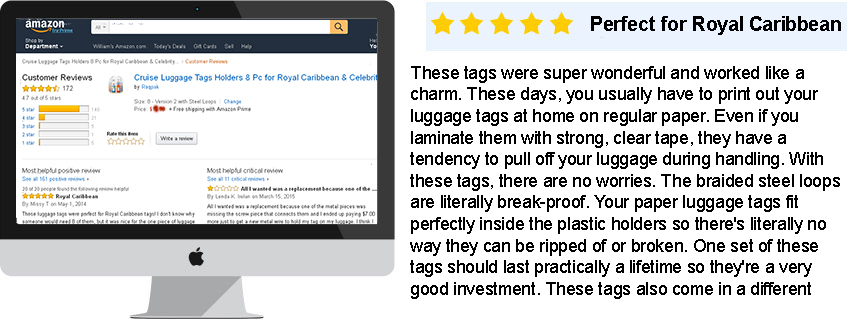 amazon
Try Prime
All
Shop by
Department
William's Amazon.com Today's Deals Gift Cards Sell Help
Cruise Luggage Tags Holders 8 Pc for Royal Caribbean & Celebrity... › Customer Reviews
Customer Reviews
172
4.7 out of 5 stars
5 star
4 star
3 star
2 star
1 star
Cruise Luggage Tags Holders 8 Pc for Royal Caribbean & Celebrit
by
Size: 8 - Version 2 with Steel Loops | Change
+ Free shipping with Amazon Prime
Rate this item
Write a review
Most helpful positive review
See all 161 positive reviews ›
20 of 20 people found the following review helpful
Royal Caribbean
By Missy T on May 1, 2014
These luggage tags were perfect for Royal Caribbean tags! I don't know why
someone would need 8 of them, but it was nice for the one piece of luggage
Most helpful critical review
See all 11 critical reviews ›
All I wanted was a replacement because one of the ...
on March 15, 2015
All I wanted was a replacement because one of the metal pieces was
missing the screw piece that connects them and I ended up paying $7.00
more just to get a new metal wire to hold my tag on my luggage. I think I
Perfect for Royal Caribbean
These tags were super wonderful and worked like a
charm. These days, you usually have to print out your
luggage tags at home on regular paper. Even if you
laminate them with strong, clear tape, they have a
tendency to pull off your luggage during handling. With
these tags, there are no worries. The braided steel loops
are literally break-proof. Your paper luggage tags fit
perfectly inside the plastic holders so there's literally no
way they can be ripped of or broken. One set of these
tags should last practically a lifetime so they're a very
good investment. These tags also come in a different